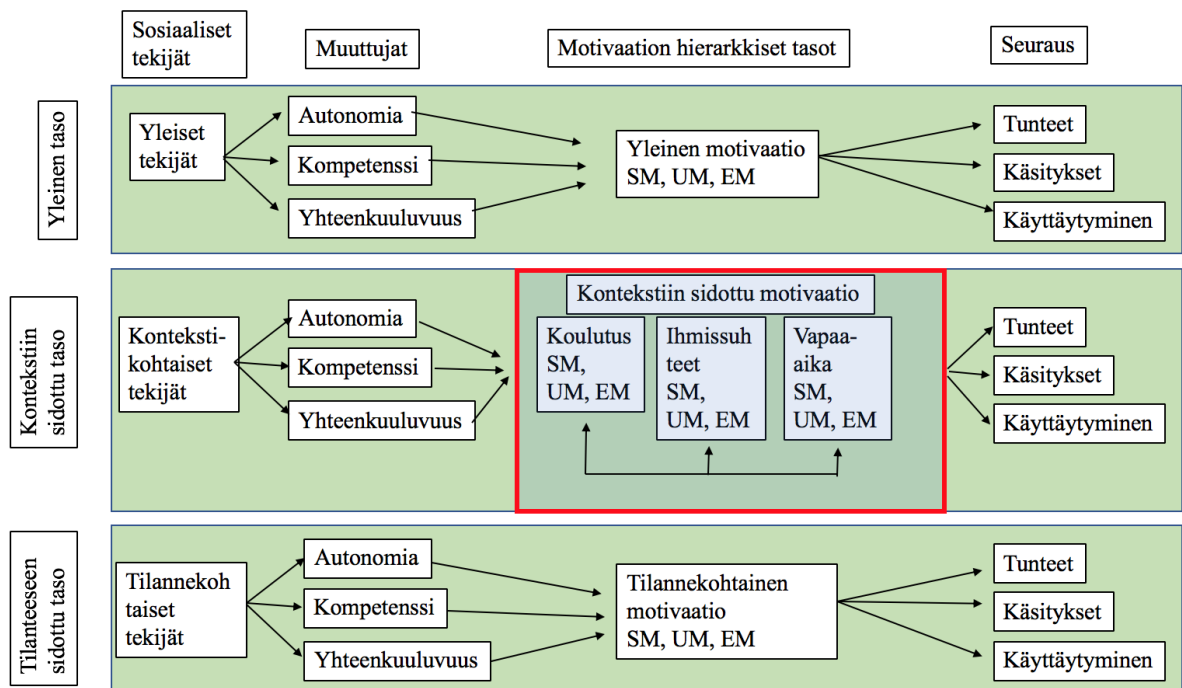 Sosiaaliset
tekijät
Muuttujat
Motivaation hierarkkiset tasot
Seuraus
Yleinen taso
Yleiset
tekijät
Autonomia
Kompetenssi
Yhteenkuuluvuus
Yleinen motivaatio
SM, UM, EM
Tunteet
Käsitykset
Käyttäytyminen
Kontekstiin
sidottu taso
Konteksti-
kohtaiset
tekijät
Autonomia
Kompetenssi
Yhteenkuuluvuus
Kontekstiin sidottu motivaatio
Koulutus
SM,
UM, EM
Ihmissuh
teet
SM,
UM, EM
Vapaa-
aika
SM,
UM, EM
Tunteet
Käsitykset
Käyttäytyminen
Tilanteeseen
sidottu taso
Tilannekoh
taiset
tekijät
Autonomia
Kompetenssi
Yhteenkuuluvuus
Tilannekohtainen
motivaatio
SM, UM, EM
Tunteet
Käsitykset
Käyttäytyminen